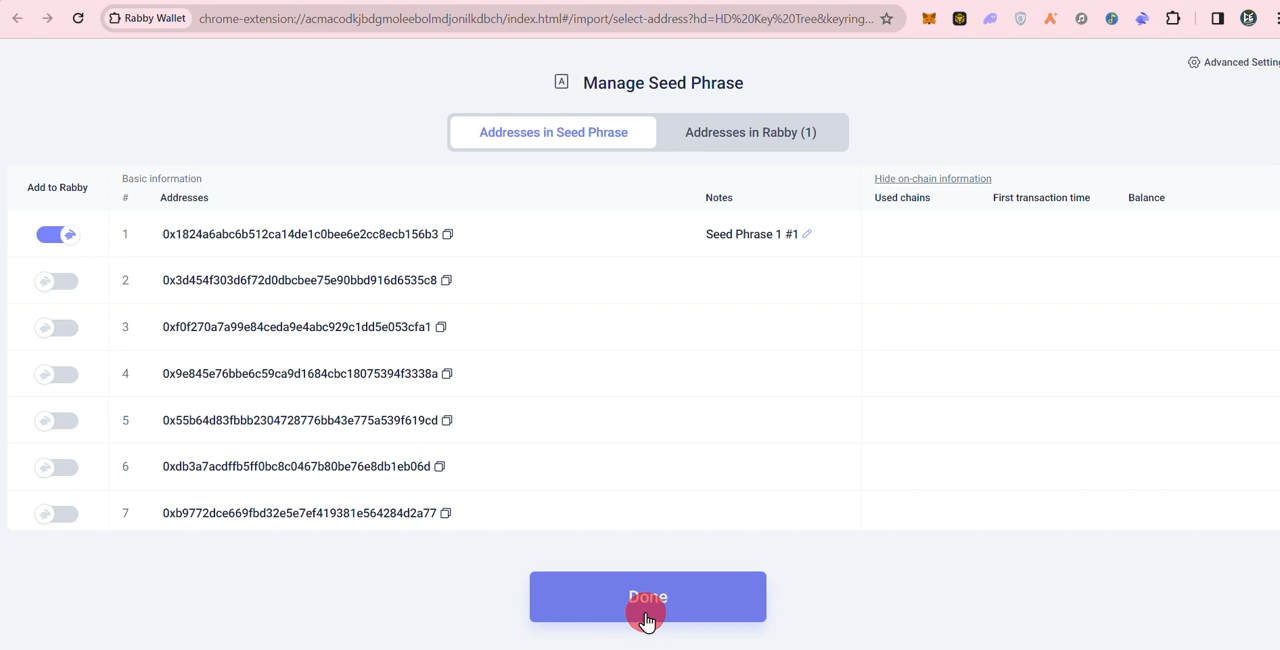 Rabby Wallet
chrome-extension://acmacodkjbdgmoleebolmdjonilkdbch/index.html#/import/select-address?hd=HD%20Key%20Tree&keyring...
Advanced Settin
Manage Seed Phrase
Addresses in Seed Phrase Addresses in Rabby (1)
Add to Rabby
Basic information
Hide on-chain information
# Addresses Notes Used chains First transaction time Balance
1 0x1824a6abc6b512ca14de1c0bee6e2cc8ecb156b3 Seed Phrase 1 #1
2 0x3d454f303d6f72d0dbcbee75e90bbd916d6535c8
3 0xf0f270a7a99e84ceda9e4abc929c1dd5e053cfa1
4 0x9e845e76bbe6c59ca9d1684cbc18075394f3338a
5 0x55b64d83fbbb2304728776bb43e775a539f619cd
6 0xdb3a7acdffb5ff0bc8c0467b80be76e8db1eb06d
7 0xb9772dce669fbd32e5e7ef419381e564284d2a77
Done